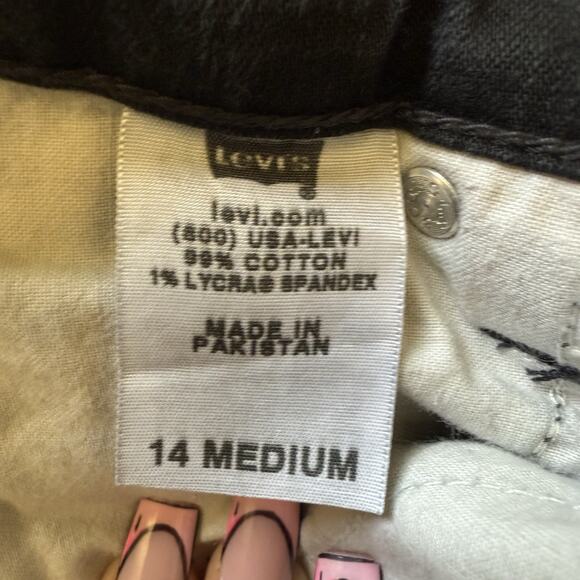 Levi's
®
levi.com
(800) USA-LEVI
99% COTTON
1% LYCRA® SPANDEX
MADE IN
PAKISTAN
14 MEDIUM